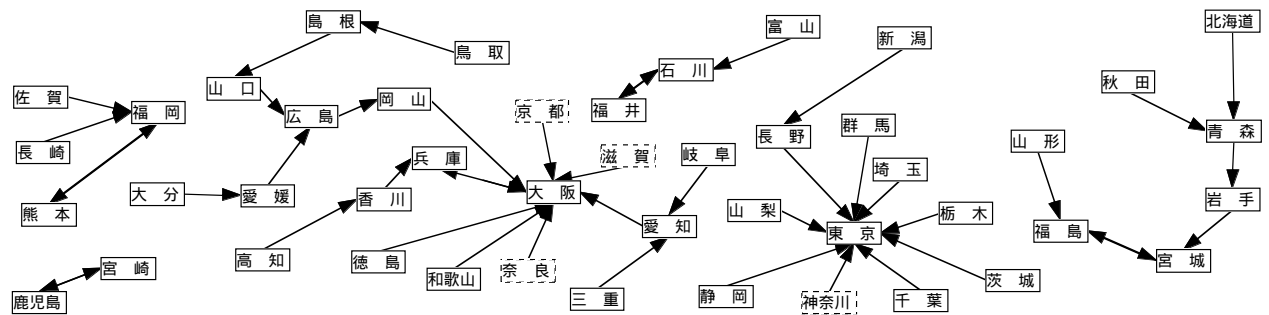 島　根
鳥　取
富　山
新　潟
北海道
石　川
秋　田
佐　賀
山　口
岡　山
福　岡
広　島
京　都
福　井
長　野
群　馬
青　森
山　形
長　崎
兵　庫
滋　賀
岐　阜
埼　玉
大　分
愛　媛
香　川
大　阪
熊　本
愛　知
山　梨
東　京
栃　木
岩　手
福　島
高　知
徳　島
和歌山
奈　良
宮　城
宮　崎
鹿児島
三　重
静　岡
神奈川
千　葉
茨　城